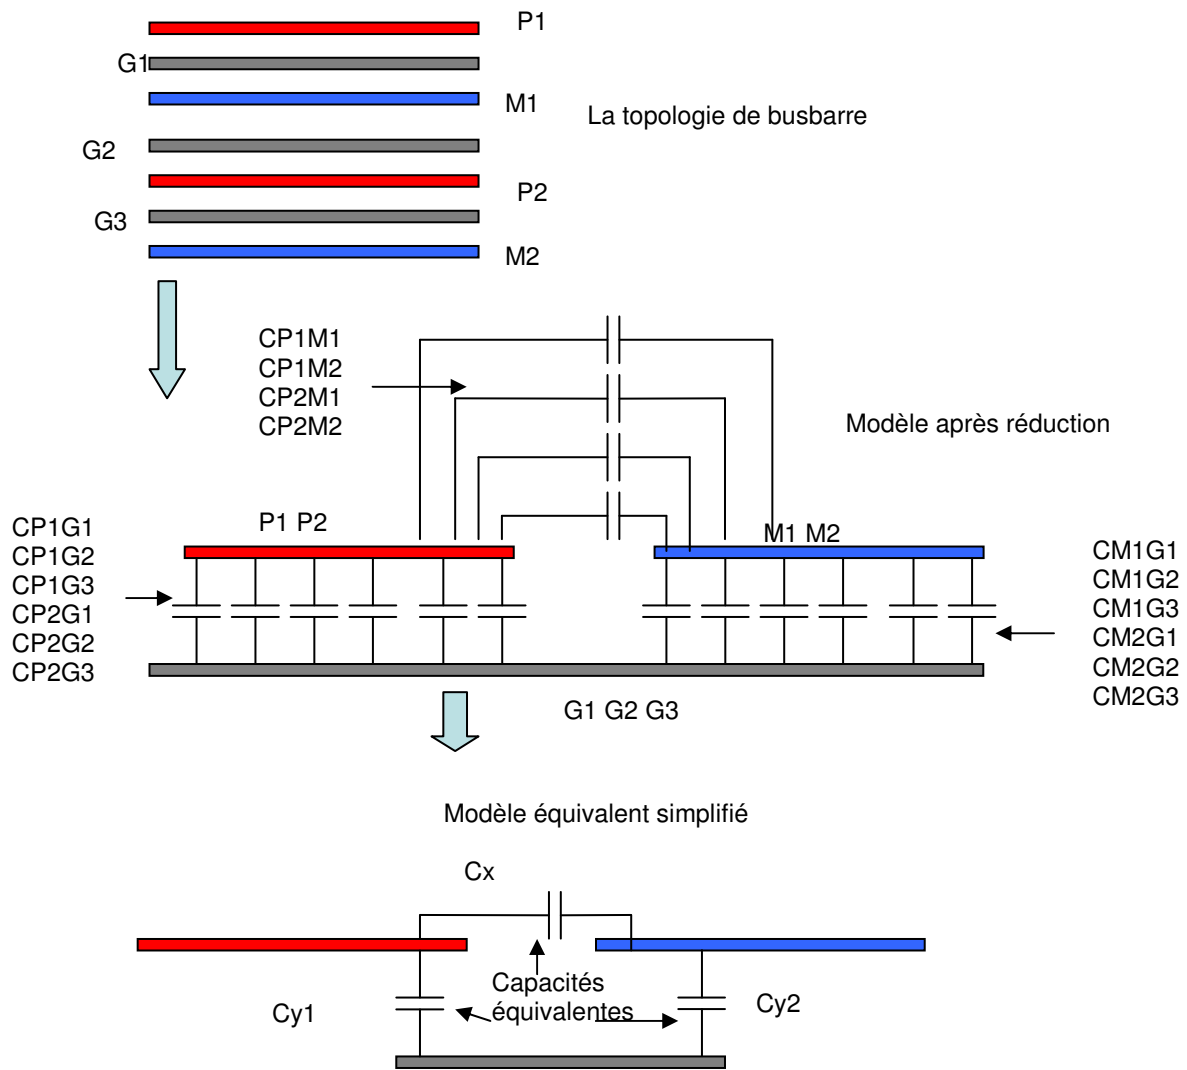 P1
G1
M1
La topologie de busbarre
G2
P2
G3
M2
CP1M1
CP1M2
CP2M1
CP2M2
Modèle après réduction
P1 P2
M1 M2
CP1G1
CP1G2
CP1G3
CP2G1
CP2G2
CP2G3
CM1G1
CM1G2
CM1G3
CM2G1
CM2G2
CM2G3
G1 G2 G3
Modèle équivalent simplifié
Cx
Capacités
équivalentes
Cy1
Cy2